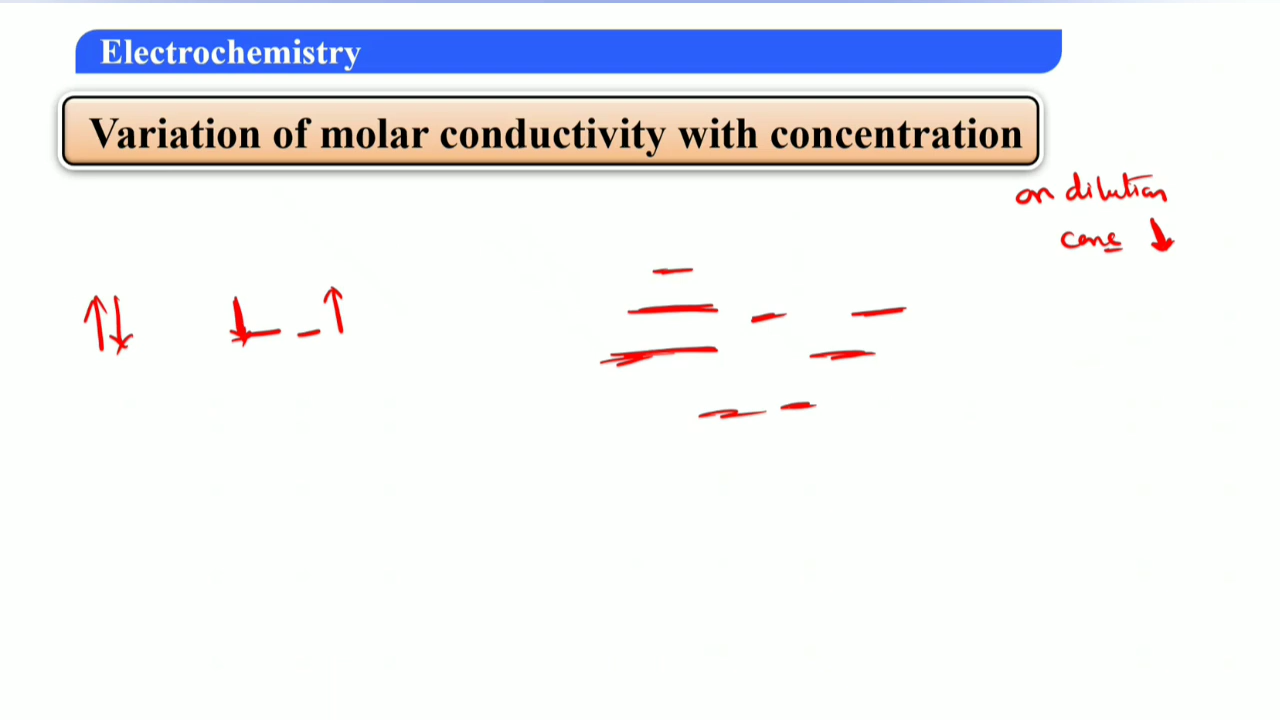 Electrochemistry
Variation of molar conductivity with concentration
on dilution
conc ↓
↑↓ ↓ ↑